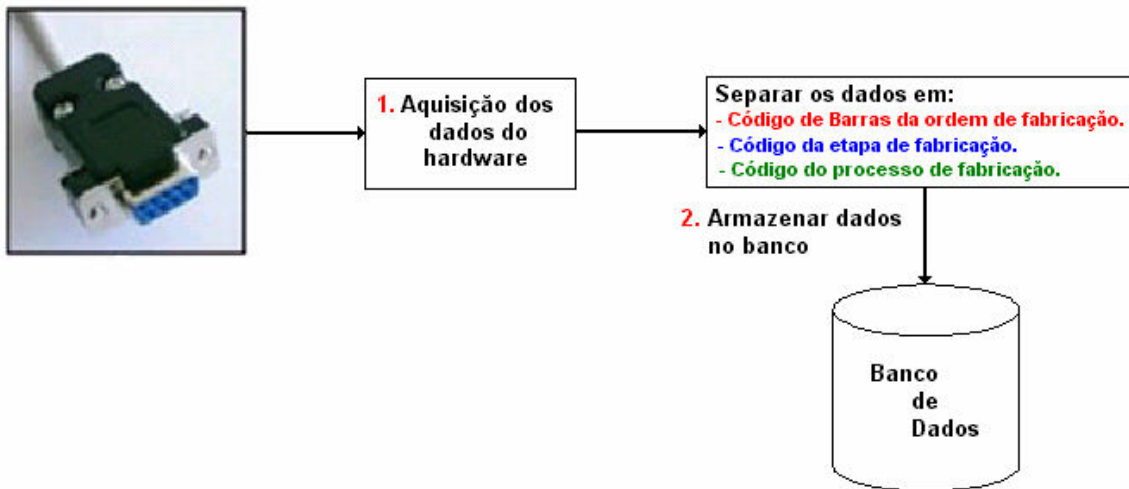 1. Aquisição dos
dados do
hardware
Separar os dados em:
- Código de Barras da ordem de fabricação.
- Código da etapa de fabricação.
- Código do processo de fabricação.
2. Armazenar dados
no banco
Banco
de
Dados